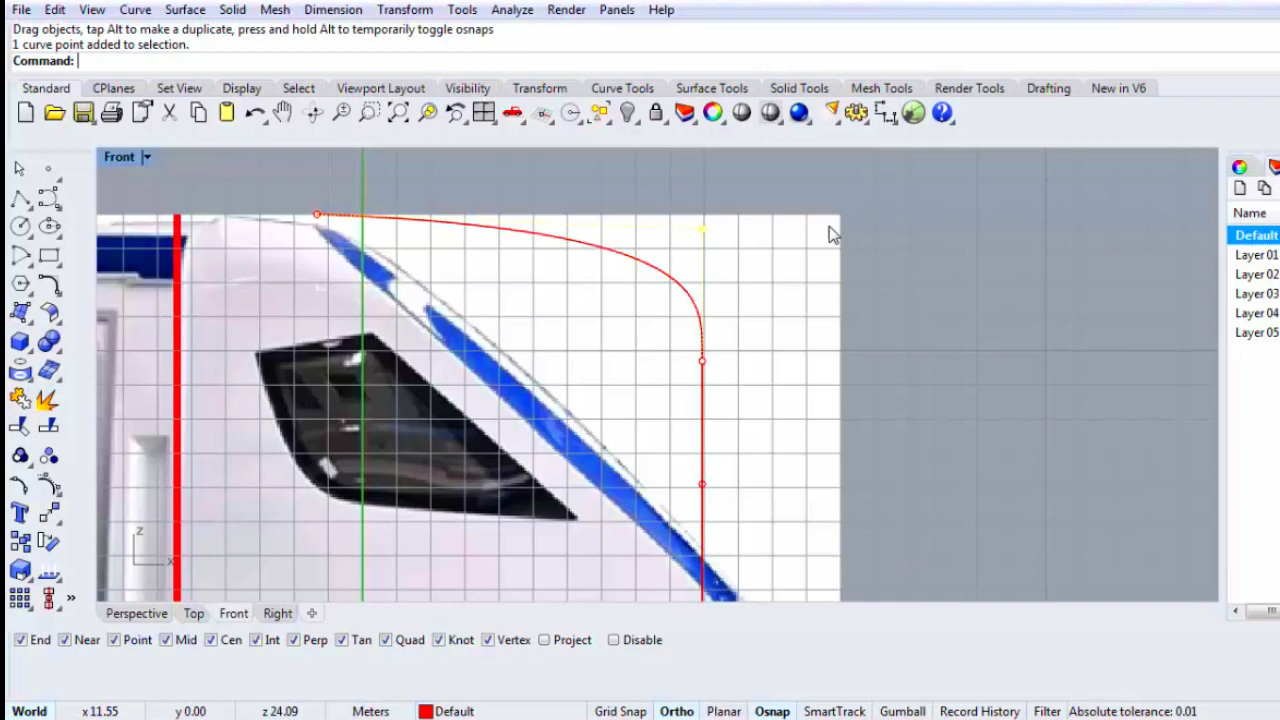 File Edit View Curve Surface Solid Mesh Dimension Transform Tools Analyze Render Panels Help
Drag objects, tap Alt to make a duplicate, press and hold Alt to temporarily toggle osnaps
1 curve point added to selection.
Command:
Standard CPlanes Set View Display Select Viewport Layout Visibility Transform Curve Tools Surface Tools Solid Tools Mesh Tools Render Tools Drafting New in V6
Front
Name
Default
Layer 01
Layer 02
Layer 03
Layer 04
Layer 05
z
x
Perspective Top Front Right
End Near Point Mid Cen Int Perp Tan Quad Knot Vertex Project Disable
World x 11.55 y 0.00 z 24.09 Meters Default Grid Snap Ortho Planar Osnap SmartTrack Gumball Record History Filter Absolute tolerance: 0.01